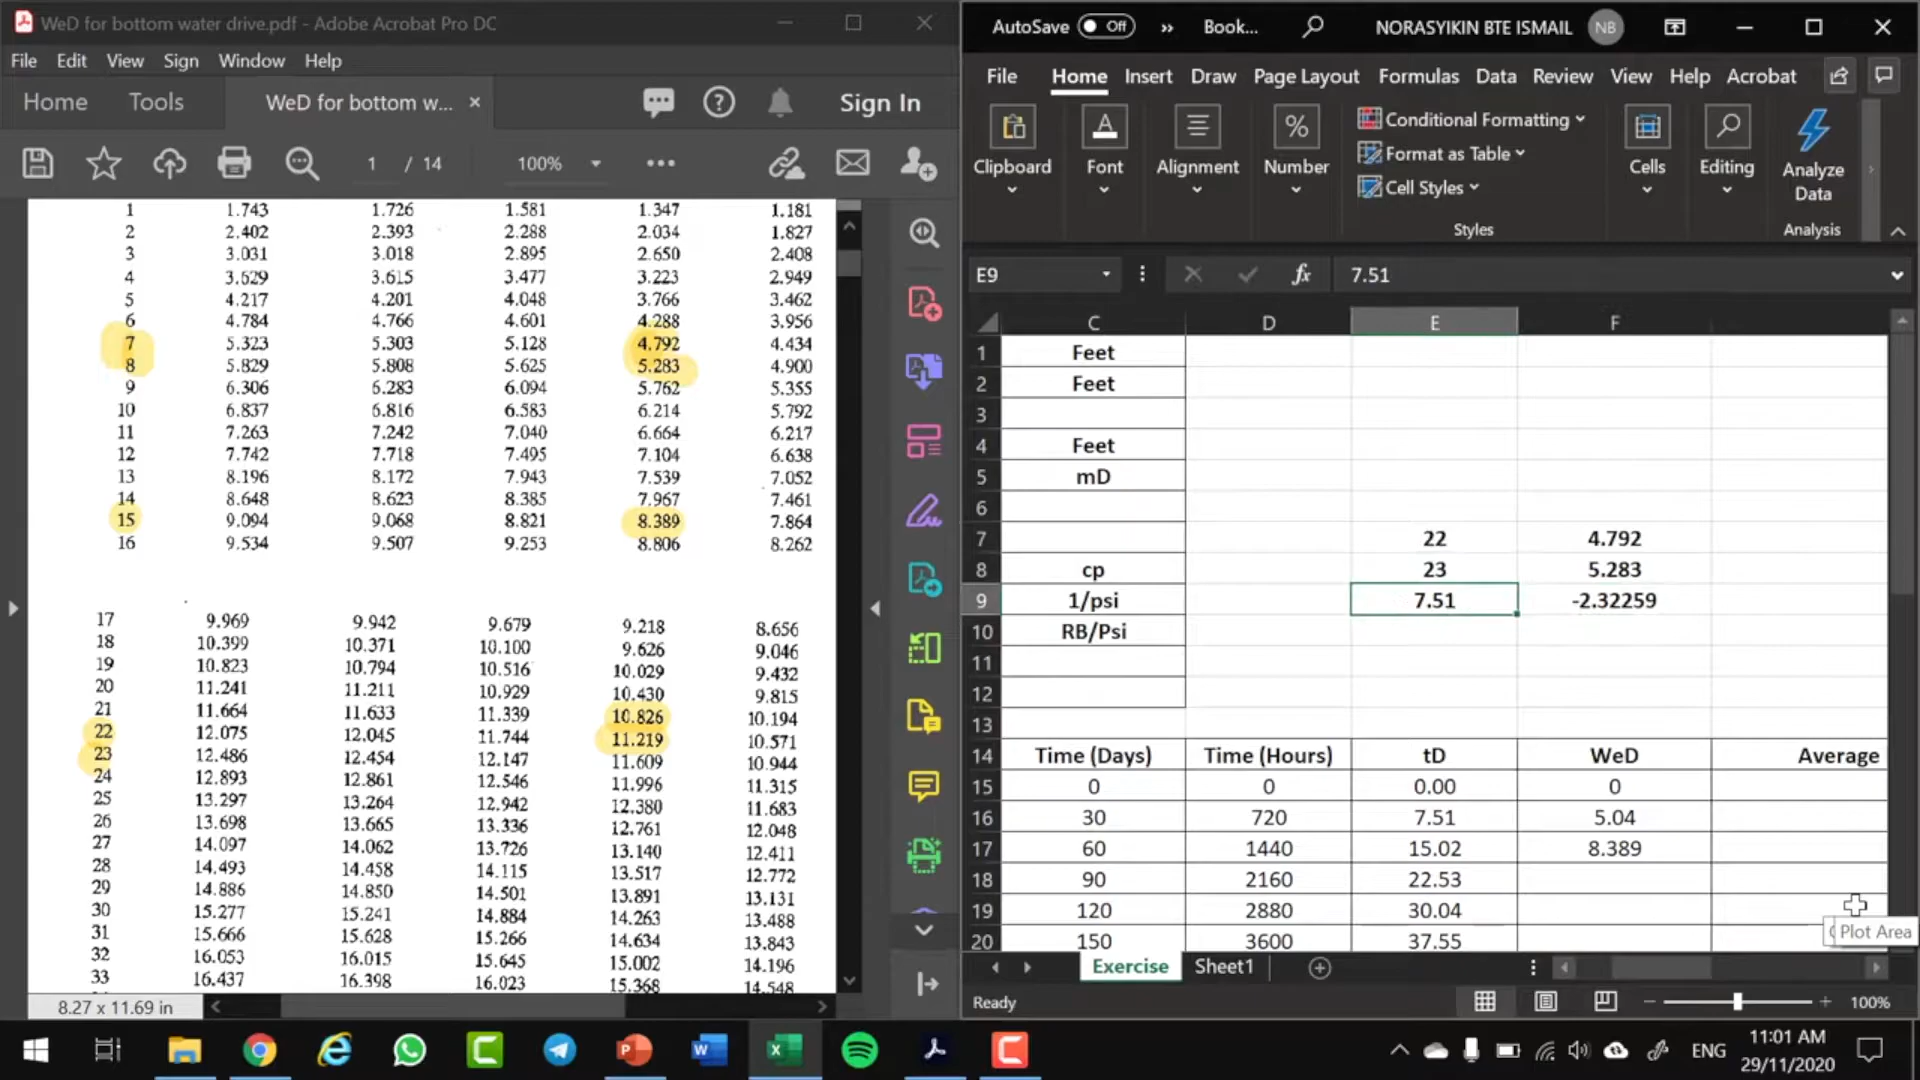 WeD for bottom water drive.pdf - Adobe Acrobat Pro DC
File Edit View Sign Window Help
Home Tools WeD for bottom w... × Sign In
1 / 14 100%
1 1.743 1.726 1.581 1.347 1.181
2 2.402 2.393 2.288 2.034 1.827
3 3.031 3.018 2.895 2.650 2.408
4 3.629 3.615 3.477 3.223 2.949
5 4.217 4.201 4.048 3.766 3.462
6 4.784 4.766 4.601 4.288 3.956
7 5.323 5.303 5.128 4.792 4.434
8 5.829 5.808 5.625 5.283 4.900
9 6.306 6.283 6.094 5.762 5.355
10 6.837 6.816 6.583 6.214 5.792
11 7.263 7.242 7.040 6.664 6.217
12 7.742 7.718 7.495 7.104 6.638
13 8.196 8.172 7.943 7.539 7.052
14 8.648 8.623 8.385 7.967 7.461
15 9.094 9.068 8.821 8.389 7.864
16 9.534 9.507 9.253 8.806 8.262
17 9.969 9.942 9.679 9.218 8.656
18 10.399 10.371 10.100 9.626 9.046
19 10.823 10.794 10.516 10.029 9.432
20 11.241 11.211 10.929 10.430 9.815
21 11.664 11.633 11.339 10.826 10.194
22 12.075 12.045 11.744 11.219 10.571
23 12.486 12.454 12.147 11.609 10.944
24 12.893 12.861 12.546 11.996 11.315
25 13.297 13.264 12.942 12.380 11.683
26 13.698 13.665 13.336 12.761 12.048
27 14.097 14.062 13.726 13.140 12.411
28 14.493 14.458 14.115 13.517 12.772
29 14.886 14.850 14.501 13.891 13.131
30 15.277 15.241 14.884 14.263 13.488
31 15.666 15.628 15.266 14.634 13.843
32 16.053 16.015 15.645 15.002 14.196
33 16.437 16.398 16.023 15.368 14.548
8.27 x 11.69 in
AutoSave Off Book... NORASYIKIN BTE ISMAIL NB
File Home Insert Draw Page Layout Formulas Data Review View Help Acrobat
Clipboard Font Alignment Number Conditional Formatting Format as Table Cell Styles Cells Editing Analyze Data
Styles Analysis
E9 fx 7.51
C D E F
1 Feet
2 Feet
3
4 Feet
5 mD
6
7 22 4.792
8 cp 23 5.283
9 1/psi 7.51 -2.32259
10 RB/Psi
11
12
13
14 Time (Days) Time (Hours) tD WeD Average
15 0 0 0.00 0
16 30 720 7.51 5.04
17 60 1440 15.02 8.389
18 90 2160 22.53
19 120 2880 30.04
20 150 3600 37.55
Plot Area
Exercise Sheet1
Ready 100%
ENG 11:01 AM
29/11/2020